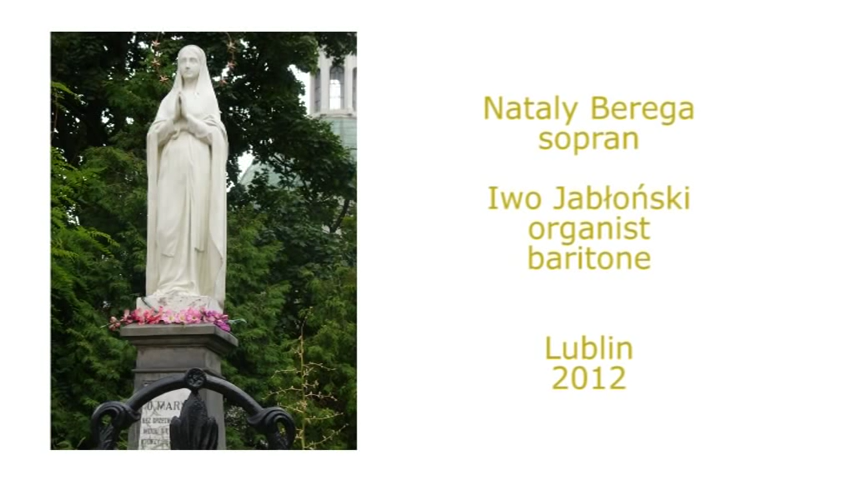 Nataly Berega
sopran
Iwo Jabłoński
organist
baritone
Lublin
2012